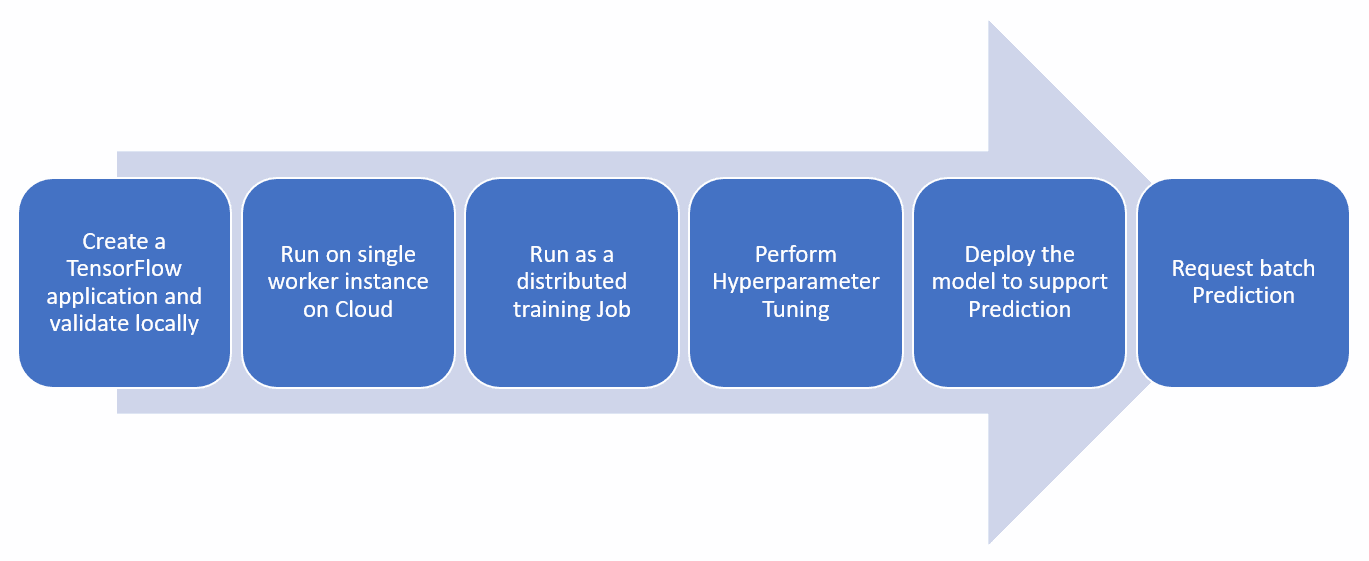 Create a
TensorFlow
application and
validate locally
Run on single
worker instance
on Cloud
Run as a
distributed
training Job
Perform
Hyperparameter
Tuning
Deploy the
model to support
Prediction
Request batch
Prediction